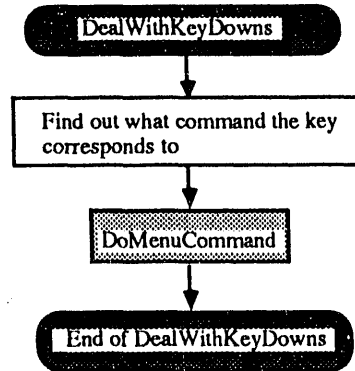 DealWithKeyDowns
Find out what command the key
corresponds to
DoMenuCommand
End of DealWithKeyDowns